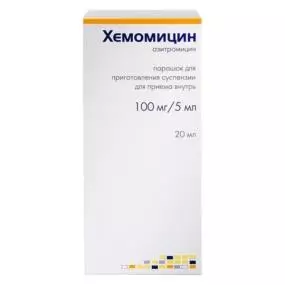 Хемомицин
азитромицин
порошок для
приготовления суспензии
для приема внутрь
100 мг/5 мл
20 мл